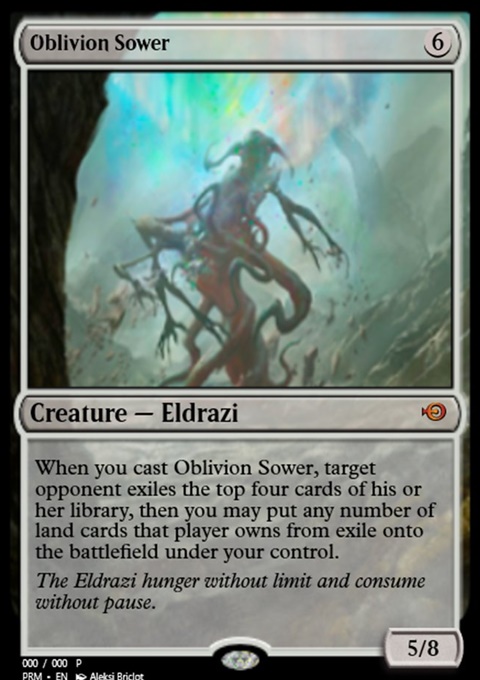 Oblivion Sower 6
Creature — Eldrazi
When you cast Oblivion Sower, target
opponent exiles the top four cards of his or
her library, then you may put any number of
land cards that player owns from exile onto
the battlefield under your control.
The Eldrazi hunger without limit and consume
without pause.
5/8
000 / 000 P
PRM • EN Aleksi Briclot